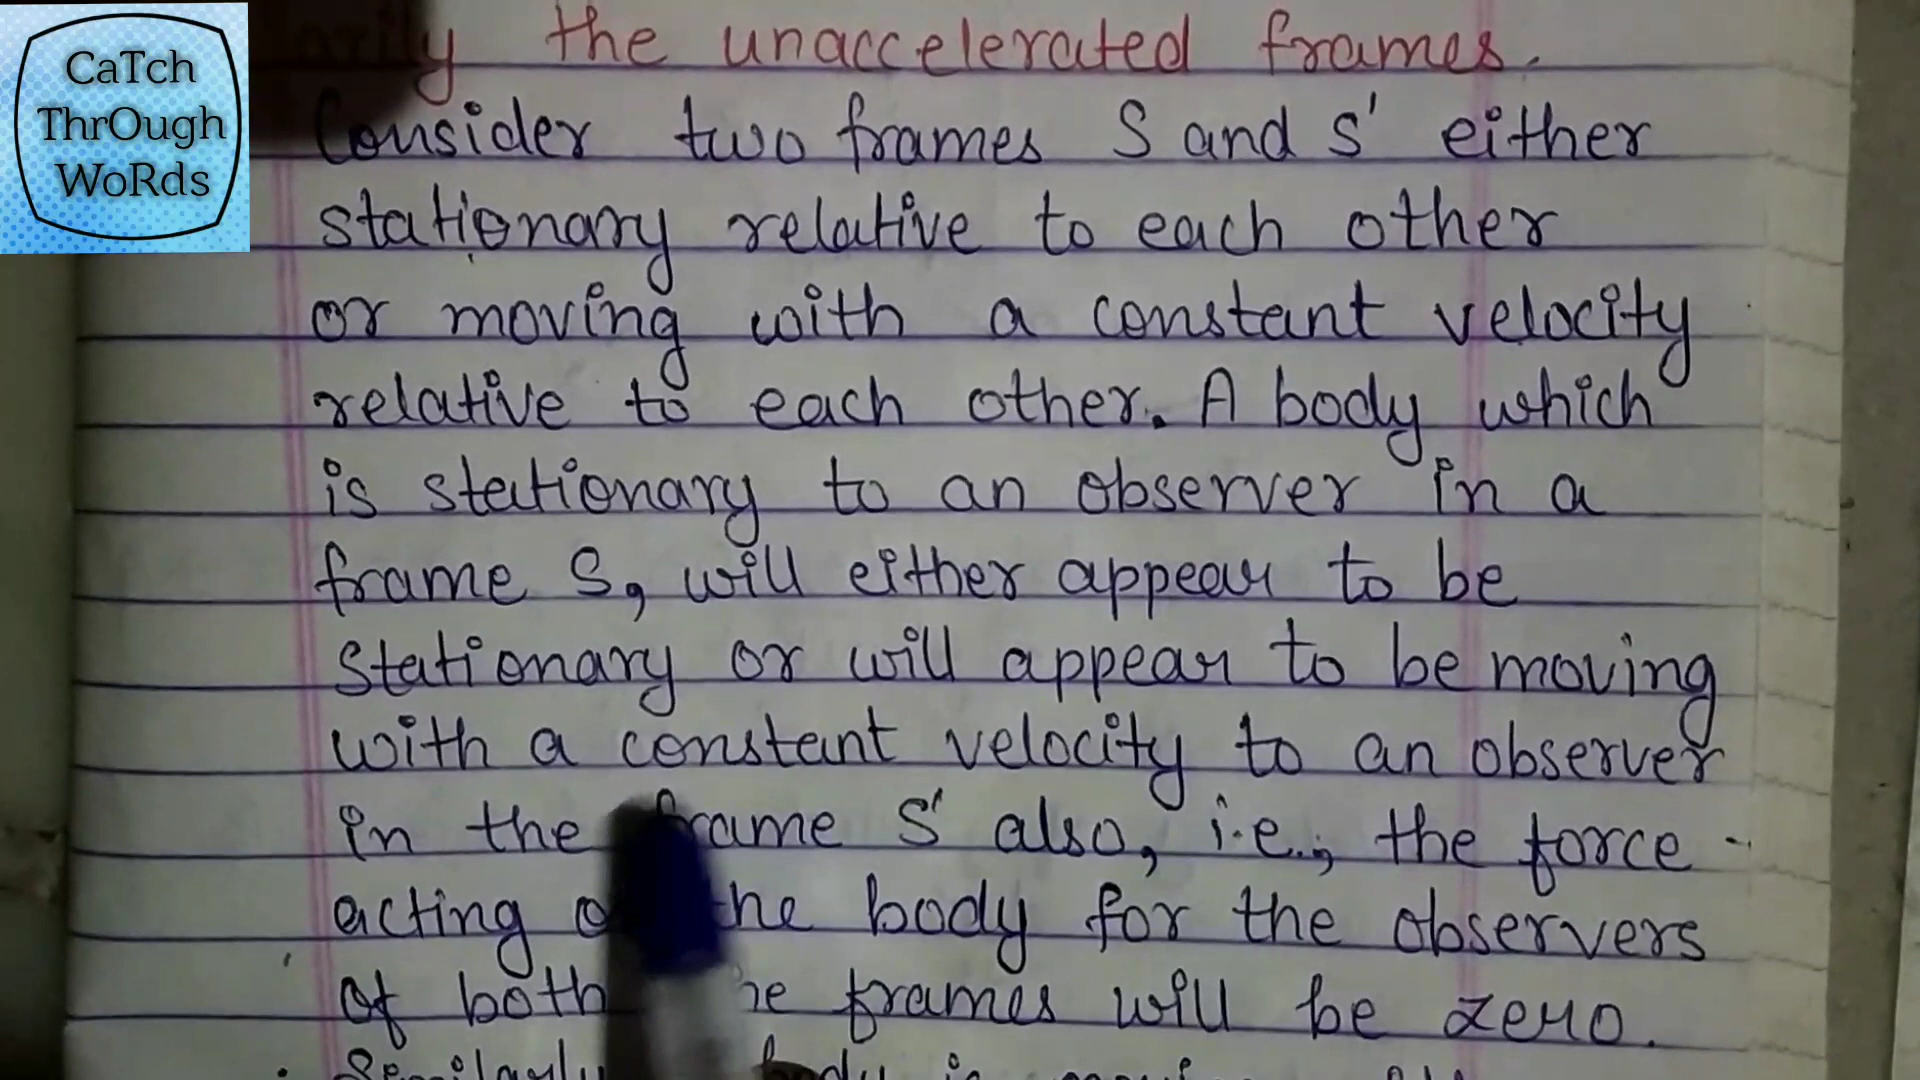 CaTch
ThrOugh
WoRds
the unaccelerated frames.
Consider two frames S and S' either
stationary relative to each other
or moving with a constant velocity
relative to each other. A body which
is stationary to an observer in a
frame S, will either appear to be
stationary or will appear to be moving
with a constant velocity to an observer
in the frame S' also, i.e., the force
acting the body for the observers
of both frames will be zero.